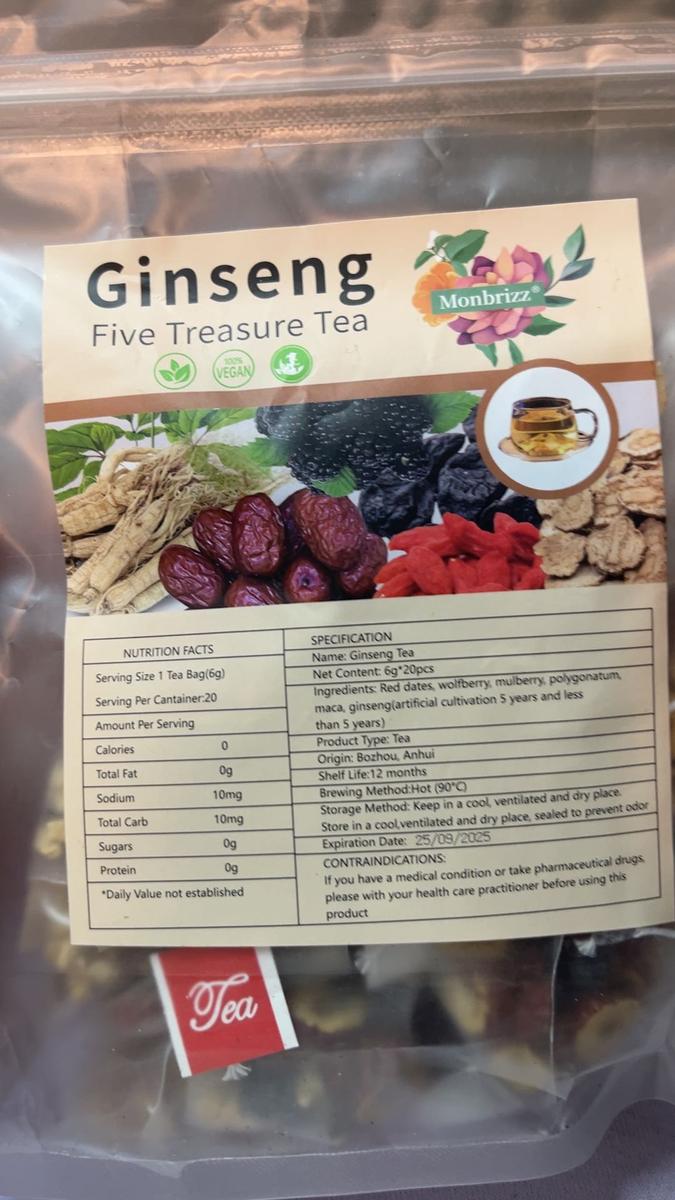 Ginseng
Five Treasure Tea
100%
VEGAN
Monbrizz®
NUTRITION FACTS
Serving Size 1 Tea Bag(6g)
Serving Per Cantainer:20
Amount Per Serving
Calories 0
Total Fat 0g
Sodium 10mg
Total Carb 10mg
Sugars 0g
Protein 0g
*Daily Value not established
SPECIFICATION
Name: Ginseng Tea
Net Content: 6g*20pcs
Ingredients: Red dates, wolfberry, mulberry, polygonatum,
maca, ginseng(artificial cultivation 5 years and less
than 5 years)
Product Type: Tea
Origin: Bozhou, Anhui
Shelf Life:12 months
Brewing Method:Hot (90°C)
Storage Method: Keep in a cool, ventilated and dry place.
Store in a cool,ventilated and dry place, sealed to prevent odor
Expiration Date: 25/09/2025
CONTRAINDICATIONS:
If you have a medical condition or take pharmaceutical drugs,
please with your health care practitioner before using this
product
Tea